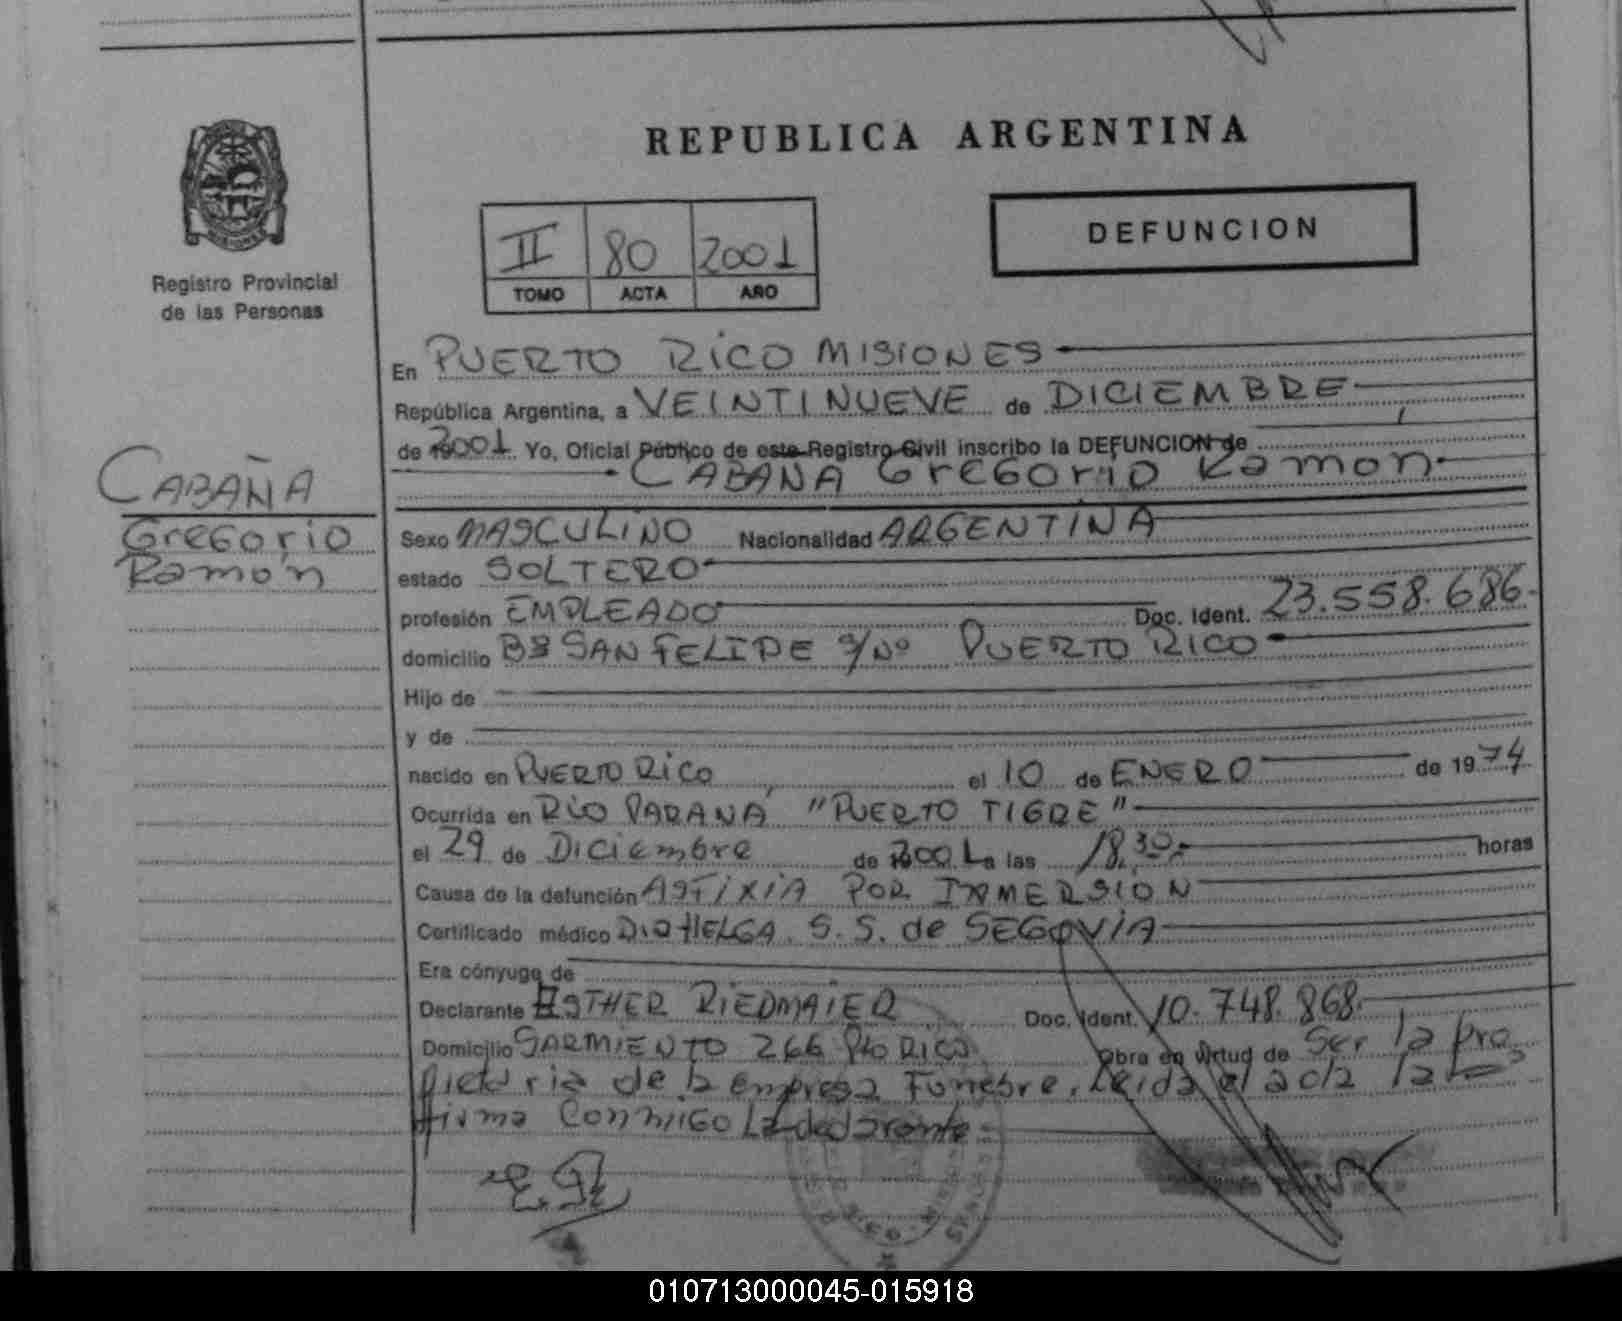 REPUBLICA ARGENTINA
MISIONES
Registro Provincial
de las Personas
II 80 2001
TOMO ACTA AÑO
DEFUNCION
En PUERTO RICO MISIONES
República Argentina, a VEINTINUEVE de DICIEMBRE
de 2001 Yo, Oficial Público de este Registro Civil inscribo la DEFUNCION de
CABAÑA Gregorio Ramon
CABAÑA
Gregorio
Ramón
Sexo MASCULINO Nacionalidad ARGENTINA
estado SOLTERO
profesión EMPLEADO Doc. Ident. 23.558.686.
domicilio Bº SAN FELIPE S/Nº PUERTO RICO
Hijo de
y de
nacido en PUERTO RICO el 10 de ENERO de 1974
Ocurrida en RIO PARANÁ "PUERTO TIGRE"
el 29 de Diciembre de 2001 a las 18,30 horas
Causa de la defunción ASFIXIA POR INMERSION
Certificado médico Dra HELGA. S. S. de SEGOVIA
Era cónyuge de
Declarante ESTHER RIEDMAIER Doc. Ident. 10.748.868.
Domicilio SARMIENTO 266 Pto RICO Obra en virtud de Ser la Pro
pietaria de la empresa Funebre, Leida el acta la
firma Conmigo La declarante.
010713000045-015918